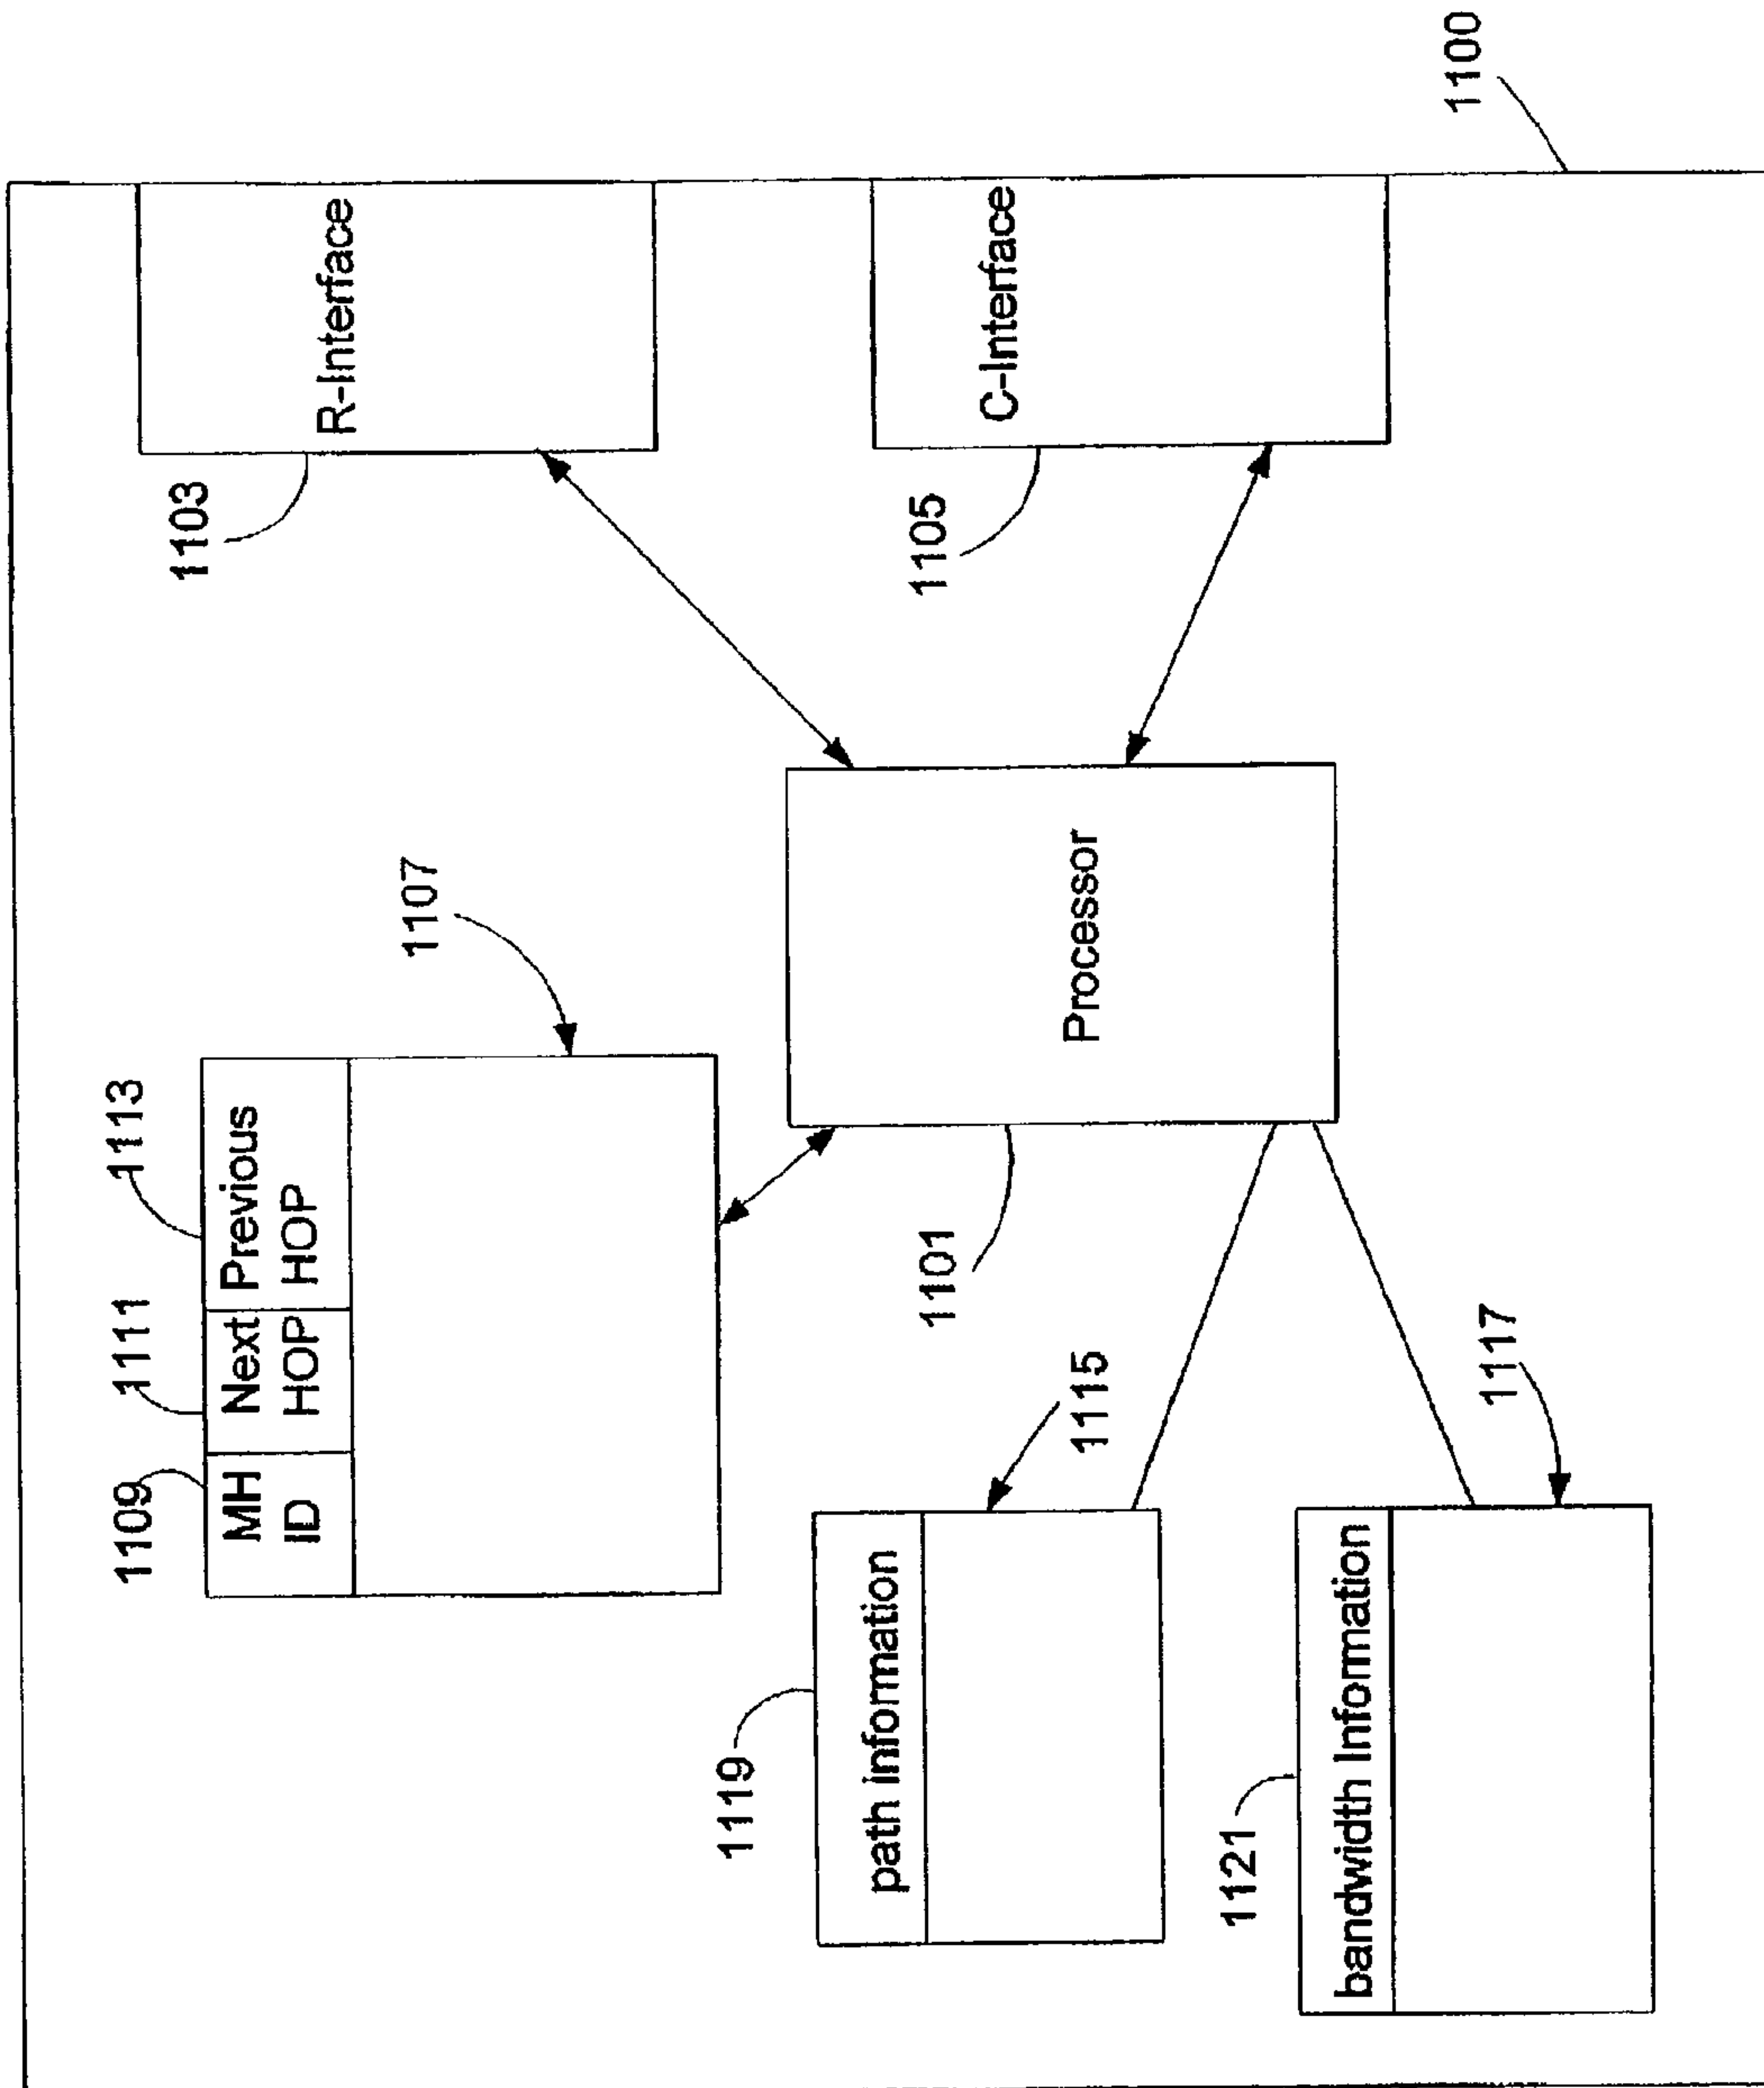 1109
1111
1113
MH
ID
Next
HOP
Previous
HOP
1107
1103
R-Interface
1119
path information
1115
1101
Processor
1105
C-Interface
1121
bandwidth Information
1117
1100